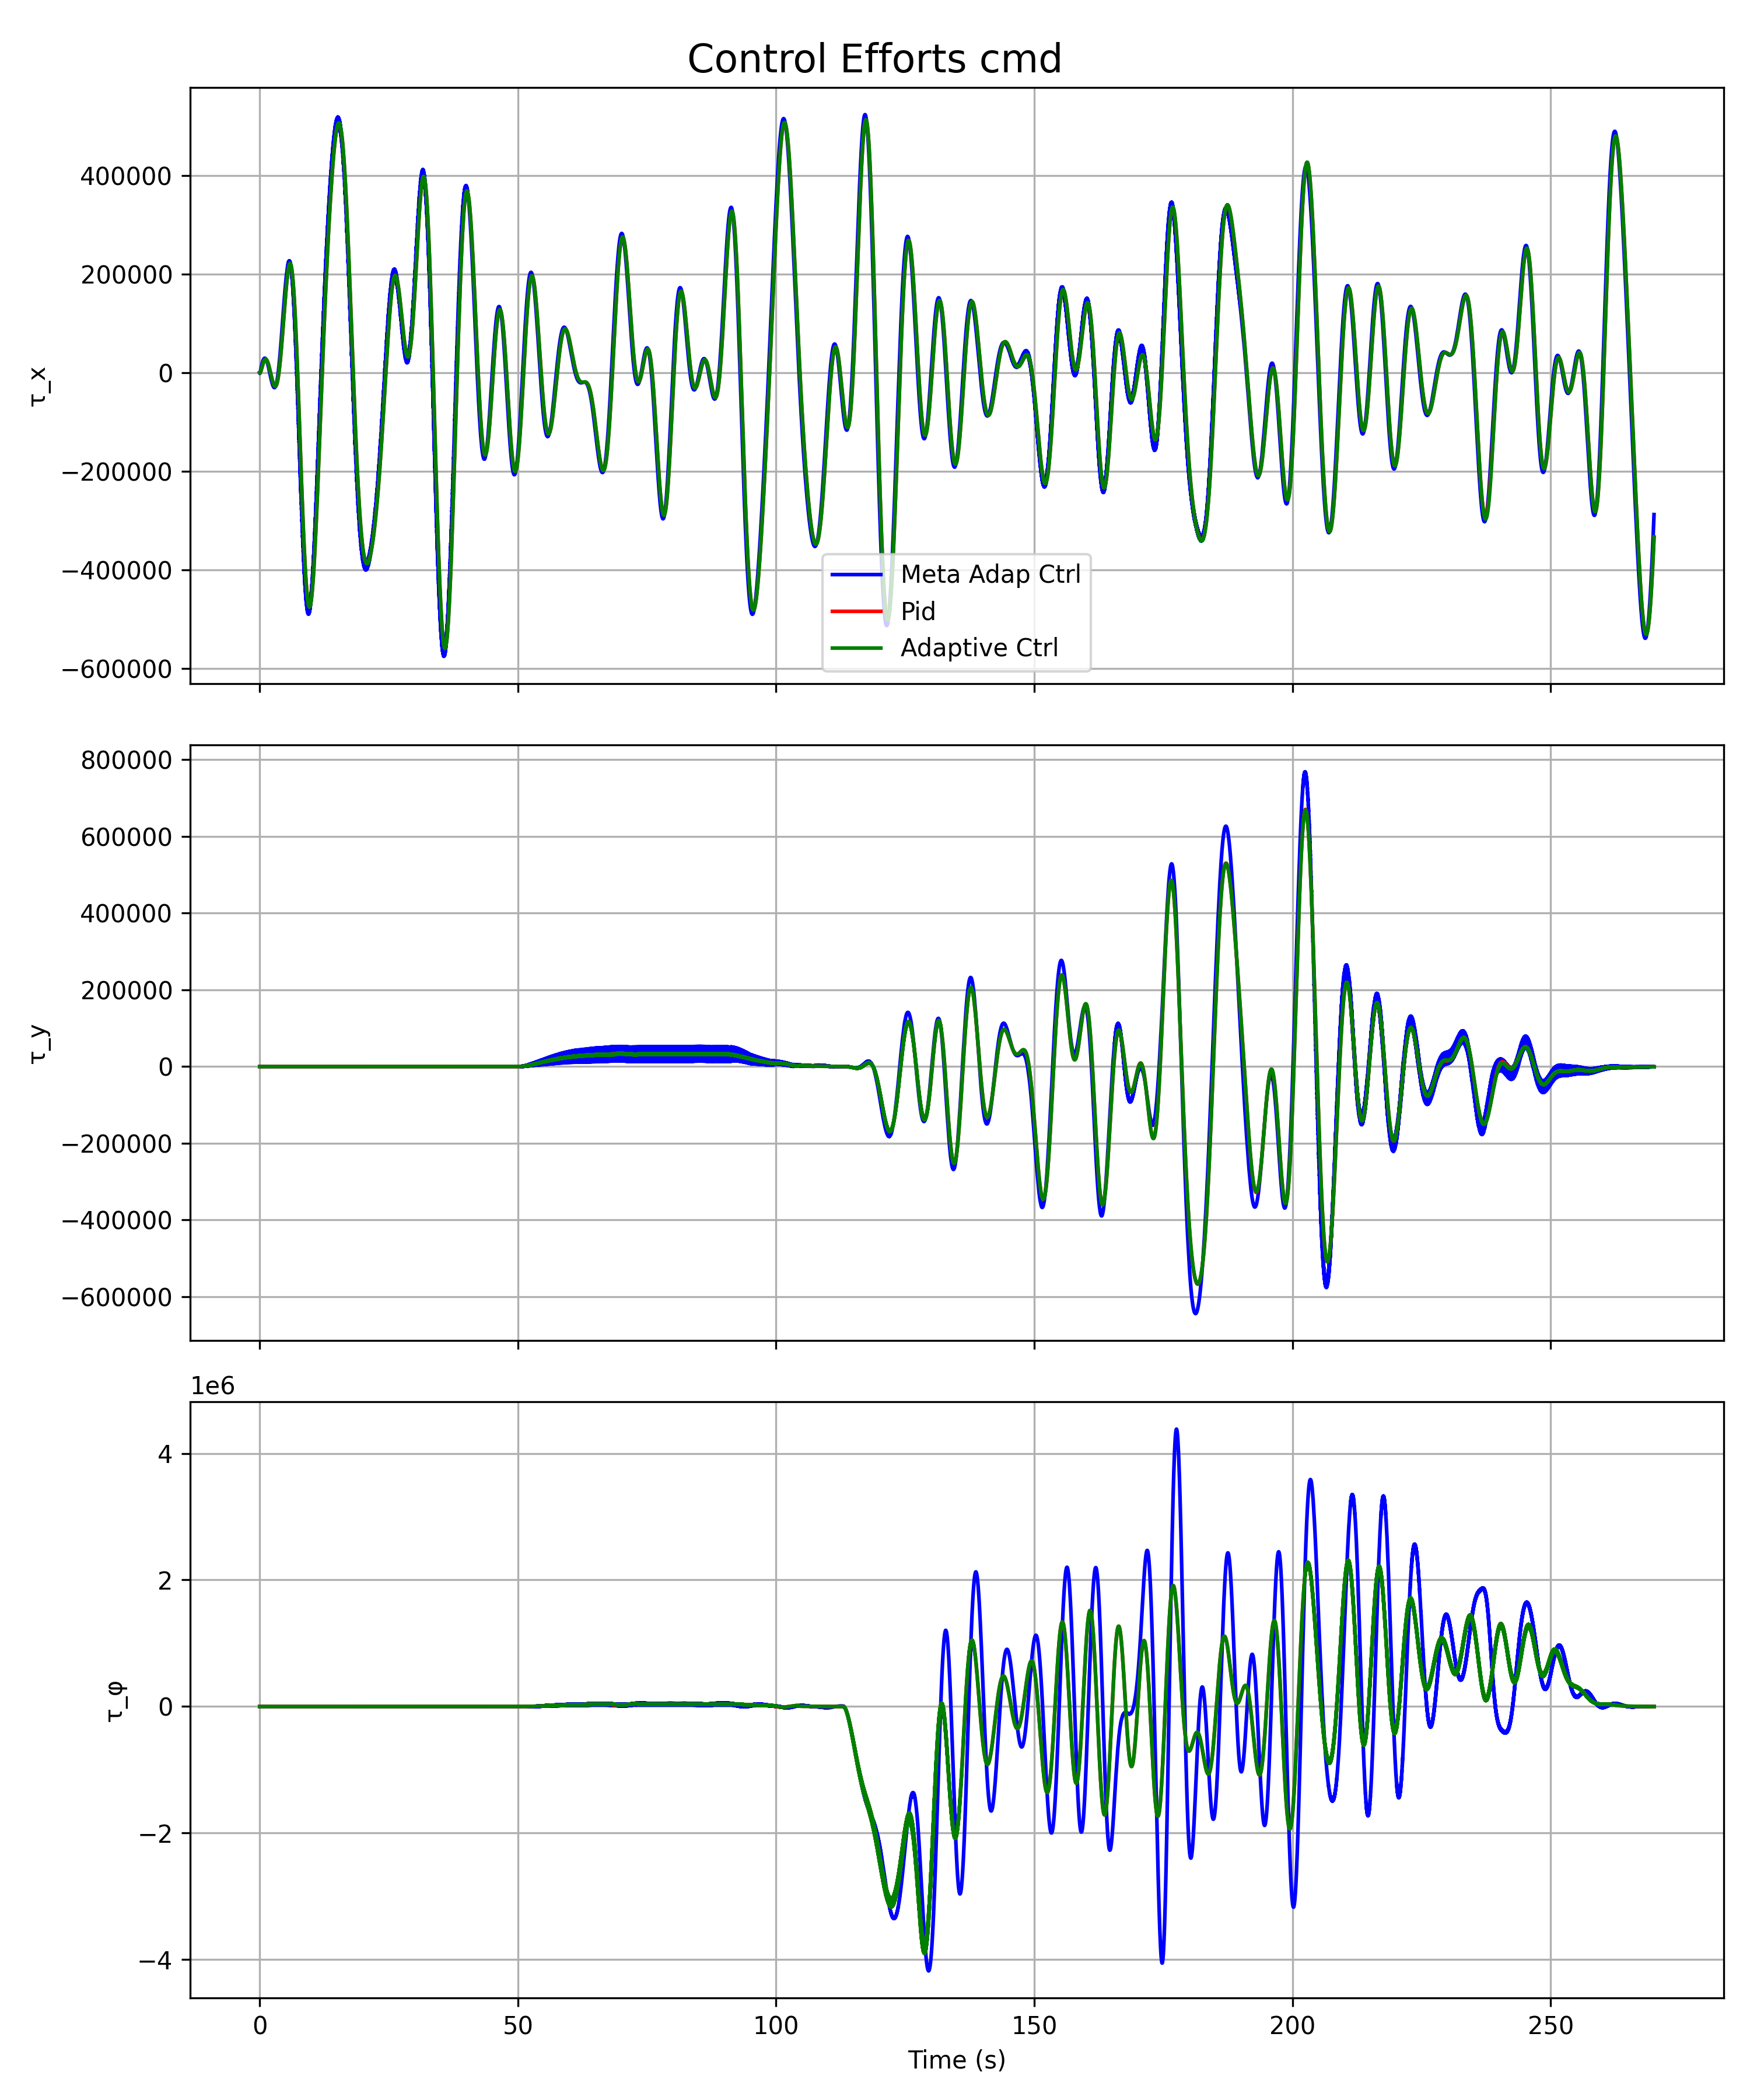 Control Efforts cmd
400000
200000
0
−200000
−400000
−600000
τ_x
Meta Adap Ctrl
Pid
Adaptive Ctrl
800000
600000
400000
200000
0
−200000
−400000
−600000
τ_y
1e6
4
2
0
−2
−4
τ_φ
0 50 100 150 200 250
Time (s)